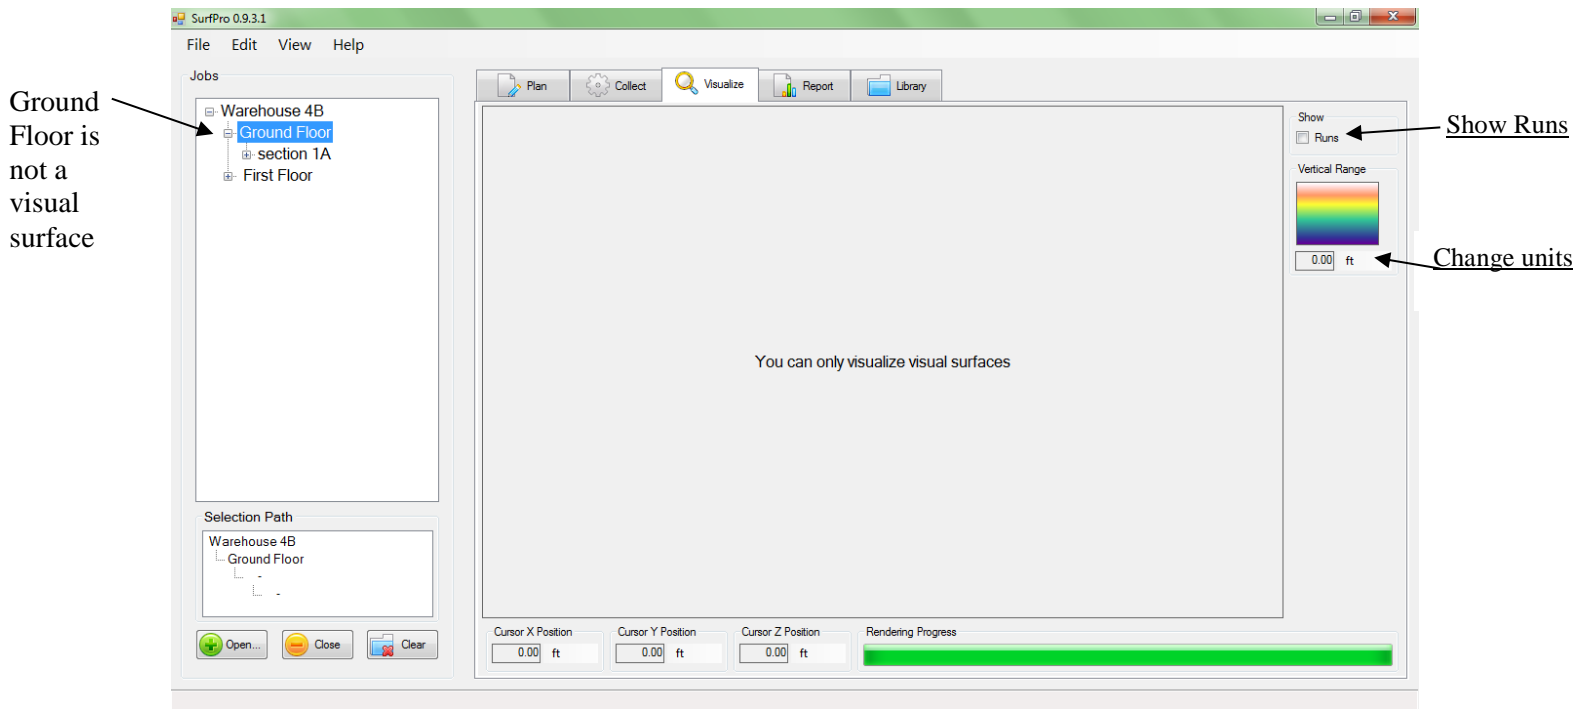 SurfPro 0.9.3.1
File Edit View Help
Jobs
Warehouse 4B
Ground Floor
section 1A
First Floor
Ground
Floor is
not a
visual
surface
Plan Collect Visualize Report Library
Show
Runs
Show Runs
Vertical Range
0.00 ft
Change units
You can only visualize visual surfaces
Selection Path
Warehouse 4B
Ground Floor
-
-
Open... Close Clear
Cursor X Position Cursor Y Position Cursor Z Position Rendering Progress
0.00 ft 0.00 ft 0.00 ft